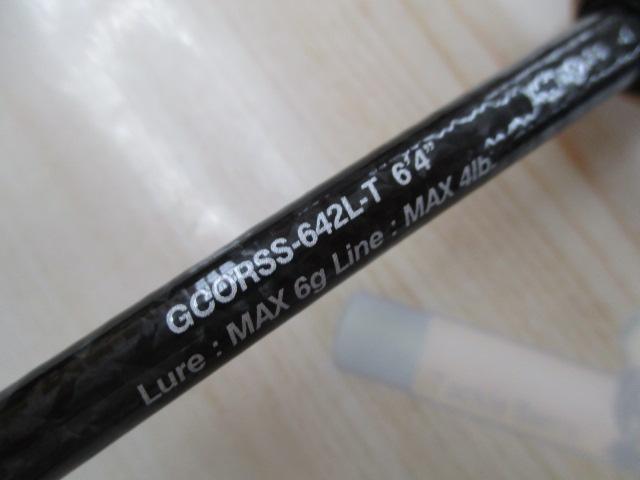 GCORSS-642L-T 6'4"
Lure : MAX 6g Line : MAX 4lb.